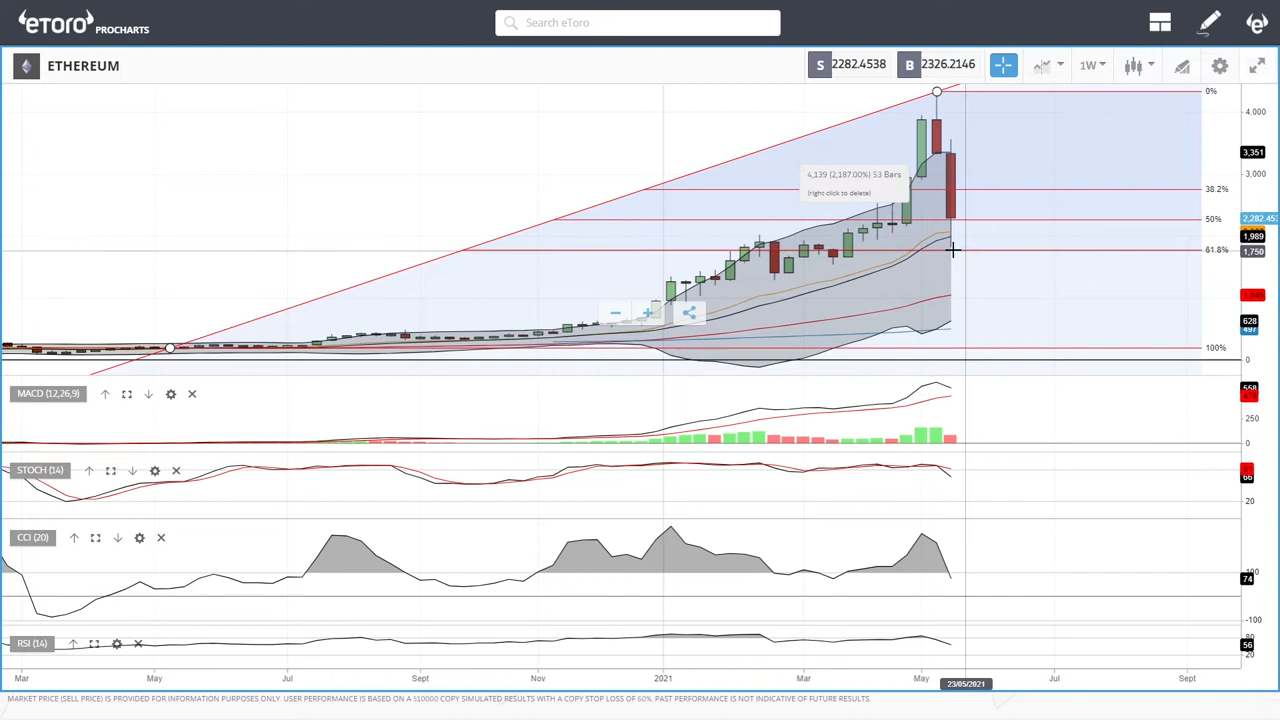 eToro PROCHARTS
Search eToro
ETHEREUM
S 2282.4538 B 2326.2146 1W
0%
4,000
3,351
4,139 (2,187.00%) 53 Bars
3,000
(right click to delete)
38.2%
50%
2,282.453
1,989
61.8%
1,750
628
497
100%
0
MACD (12,26,9)
558
250
0
STOCH (14)
66
20
CCI (20)
100
74
-100
RSI (14)
80
56
20
Mar May Jul Sept Nov 2021 Mar May Jul Sept
23/05/2021
MARKET PRICE (SELL PRICE) IS PROVIDED FOR INFORMATION PURPOSES ONLY. USER PERFORMANCE IS BASED ON A $10000 COPY SIMULATED RESULTS WITH A COPY STOP LOSS OF 60%. PAST PERFORMANCE IS NOT INDICATIVE OF FUTURE RESULTS.